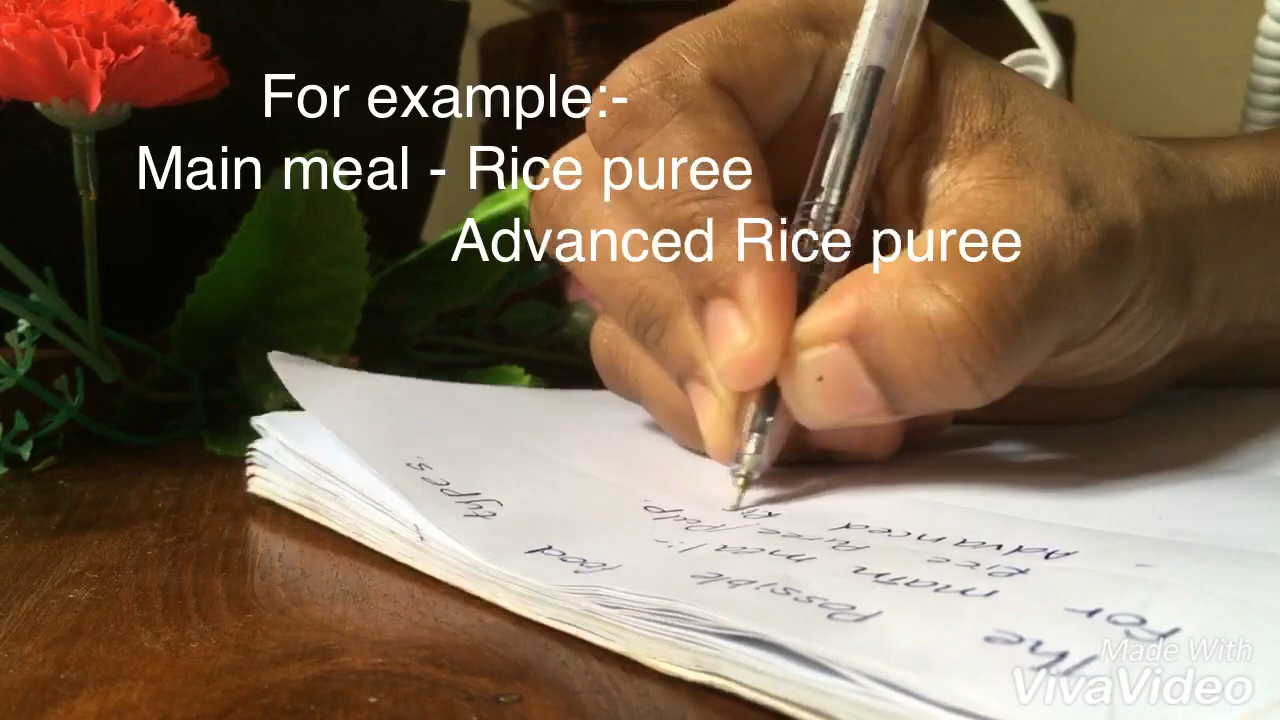 For example:-
Main meal - Rice puree
Advanced Rice puree
The Possible food types.
For main meal:-
Rice Puree/Pulp.
Advanced Ri
Made With
VivaVideo